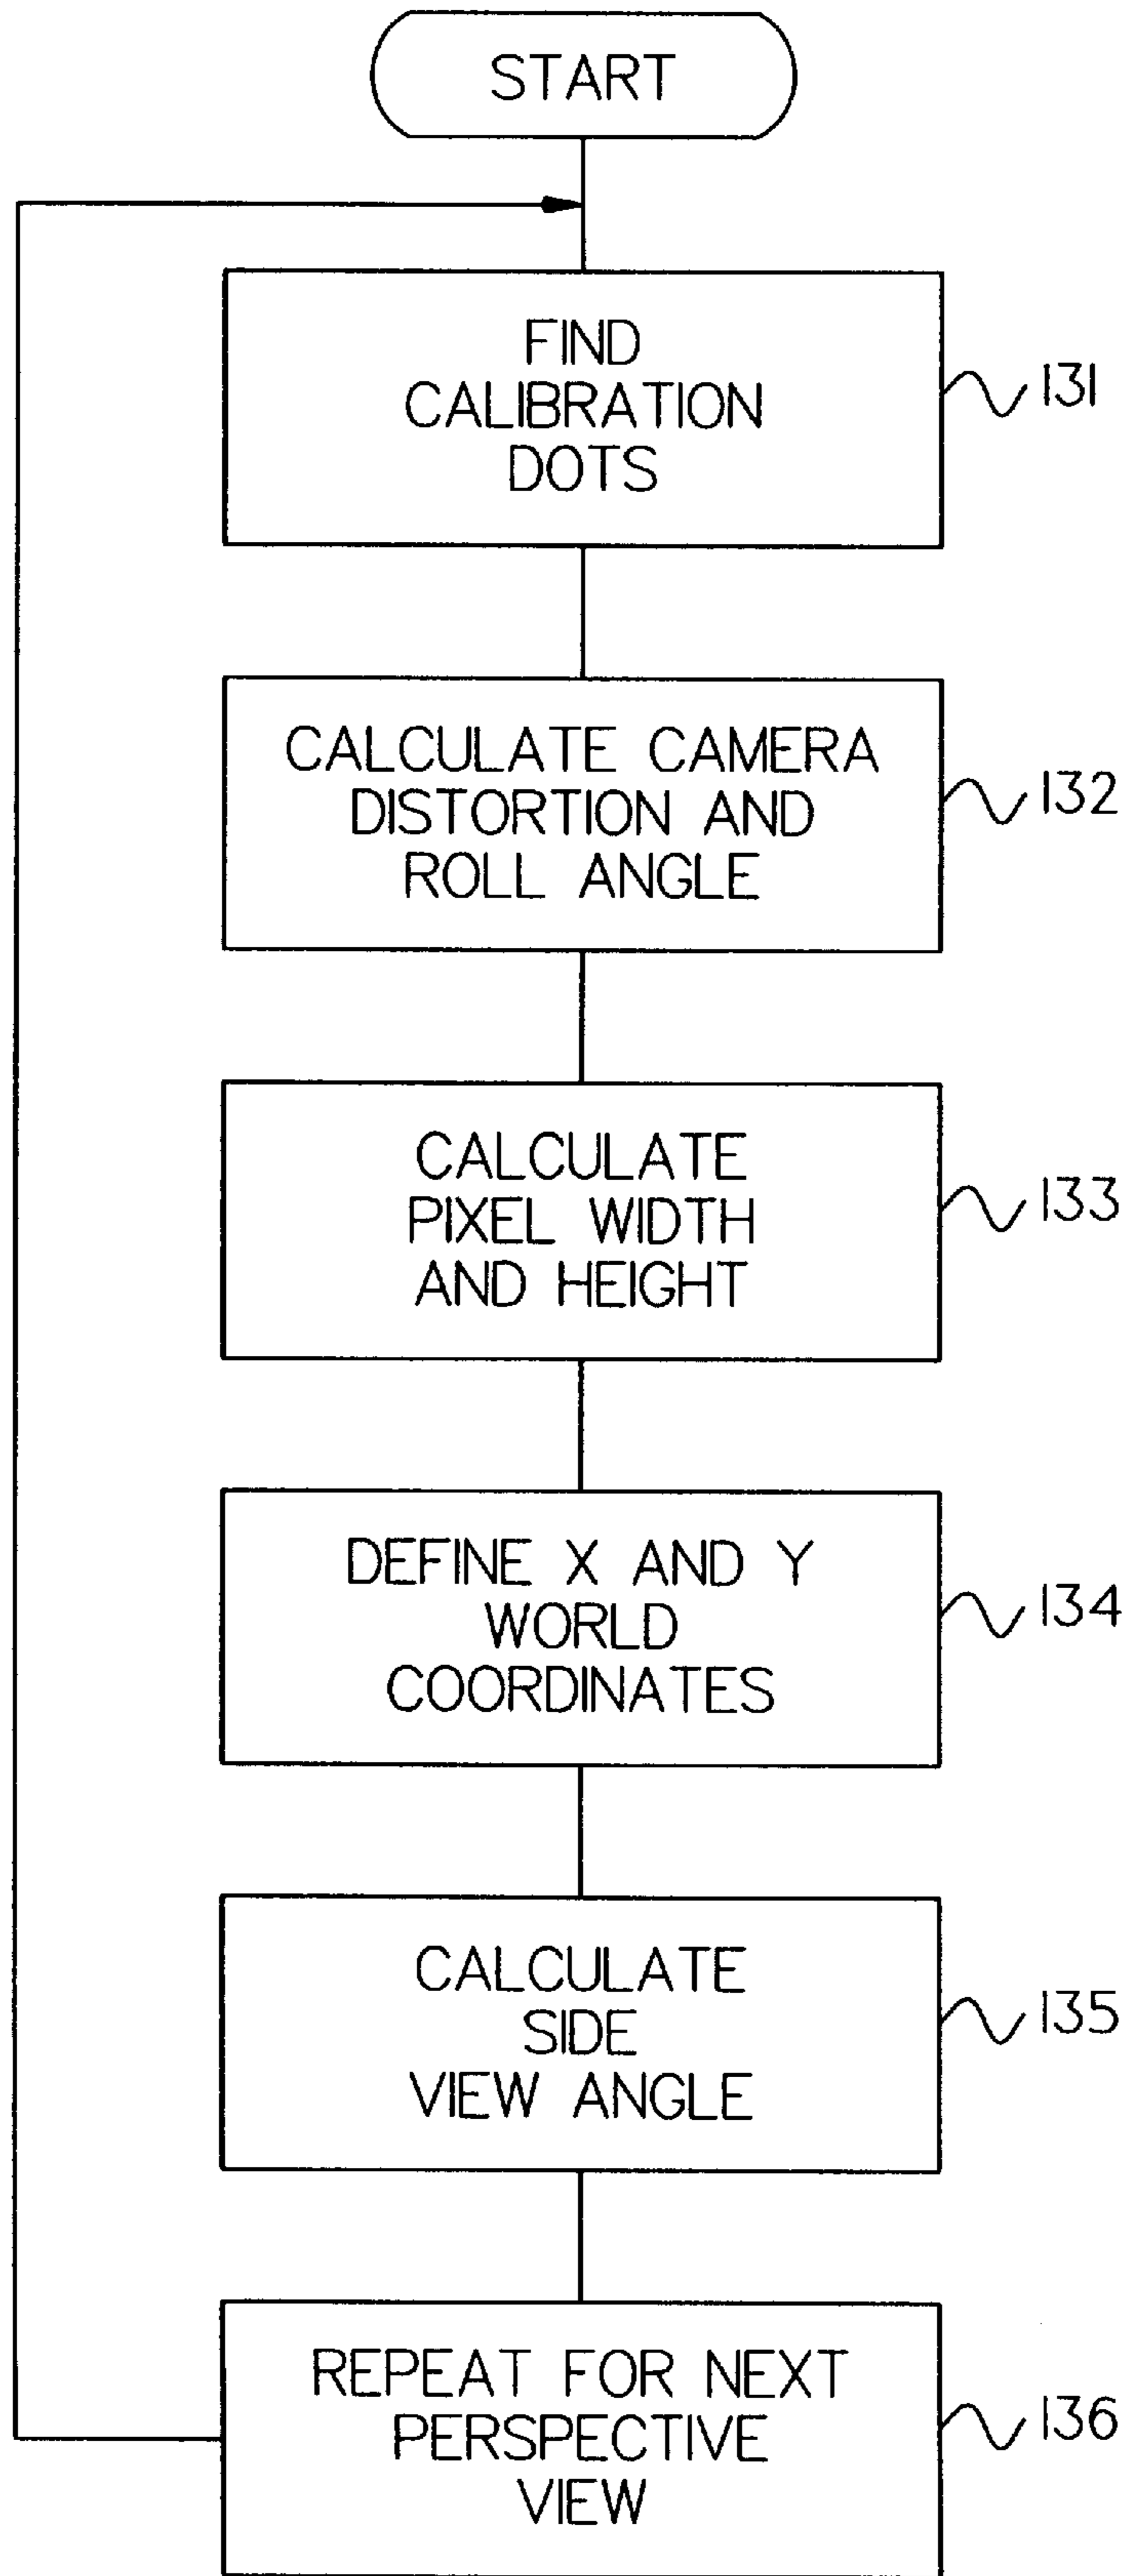 START
FIND
CALIBRATION
DOTS
131
CALCULATE CAMERA
DISTORTION AND
ROLL ANGLE
132
CALCULATE
PIXEL WIDTH
AND HEIGHT
133
DEFINE X AND Y
WORLD
COORDINATES
134
CALCULATE
SIDE
VIEW ANGLE
135
REPEAT FOR NEXT
PERSPECTIVE
VIEW
136